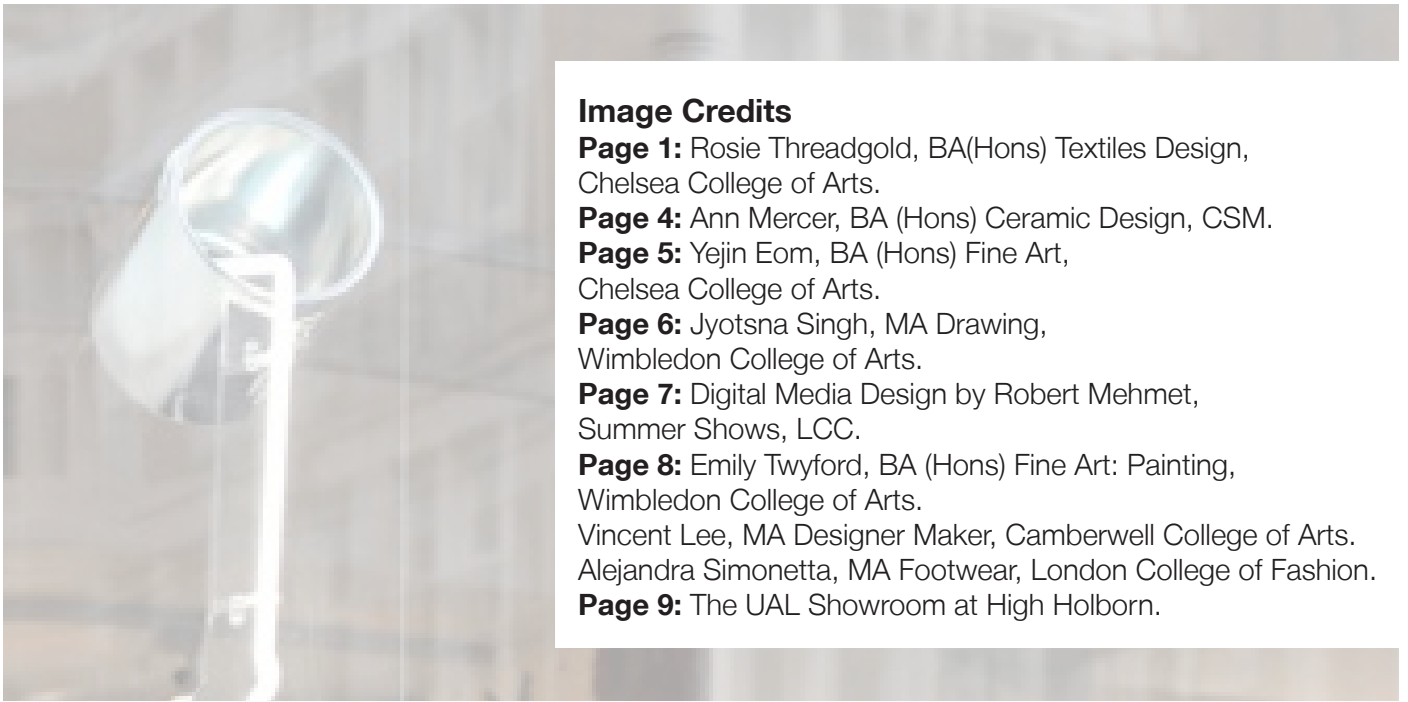 Image Credits
Page 1: Rosie Threadgold, BA(Hons) Textiles Design,
Chelsea College of Arts.
Page 4: Ann Mercer, BA (Hons) Ceramic Design, CSM.
Page 5: Yejin Eom, BA (Hons) Fine Art,
Chelsea College of Arts.
Page 6: Jyotsna Singh, MA Drawing,
Wimbledon College of Arts.
Page 7: Digital Media Design by Robert Mehmet,
Summer Shows, LCC.
Page 8: Emily Twyford, BA (Hons) Fine Art: Painting,
Wimbledon College of Arts.
Vincent Lee, MA Designer Maker, Camberwell College of Arts.
Alejandra Simonetta, MA Footwear, London College of Fashion.
Page 9: The UAL Showroom at High Holborn.